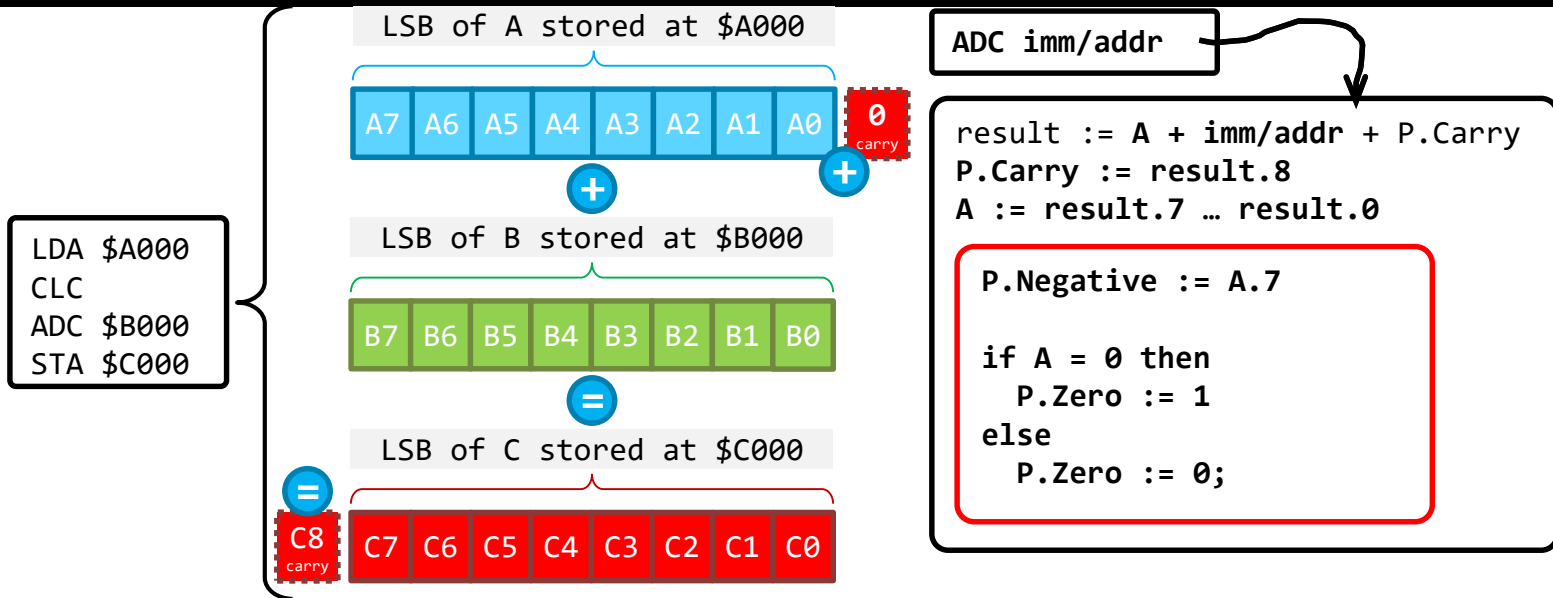 LDA $A000
CLC
ADC $B000
STA $C000
LSB of A stored at $A000
A7 A6 A5 A4 A3 A2 A1 A0
0
carry
+
+
LSB of B stored at $B000
B7 B6 B5 B4 B3 B2 B1 B0
=
LSB of C stored at $C000
=
C8
carry
C7 C6 C5 C4 C3 C2 C1 C0
ADC imm/addr
result := A + imm/addr + P.Carry
P.Carry := result.8
A := result.7 … result.0
P.Negative := A.7
if A = 0 then
P.Zero := 1
else
P.Zero := 0;